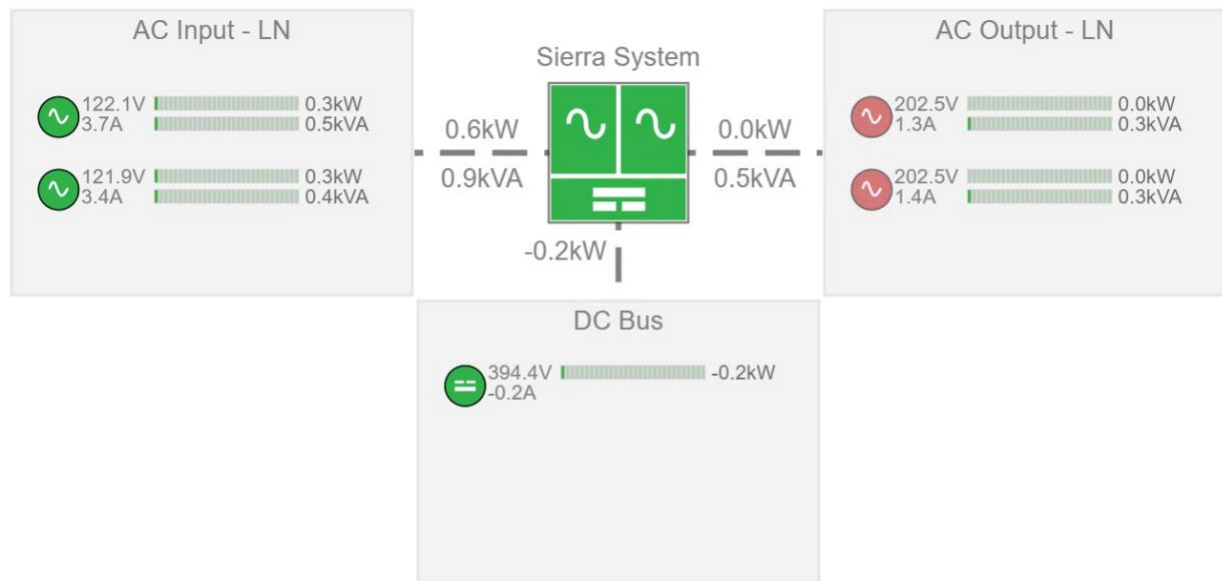 AC Input - LN
122.1V 0.3kW
3.7A 0.5kVA
121.9V 0.3kW
3.4A 0.4kVA
Sierra System
0.6kW
0.9kVA
0.0kW
0.5kVA
-0.2kW
AC Output - LN
202.5V 0.0kW
1.3A 0.3kVA
202.5V 0.0kW
1.4A 0.3kVA
DC Bus
394.4V -0.2kW
-0.2A